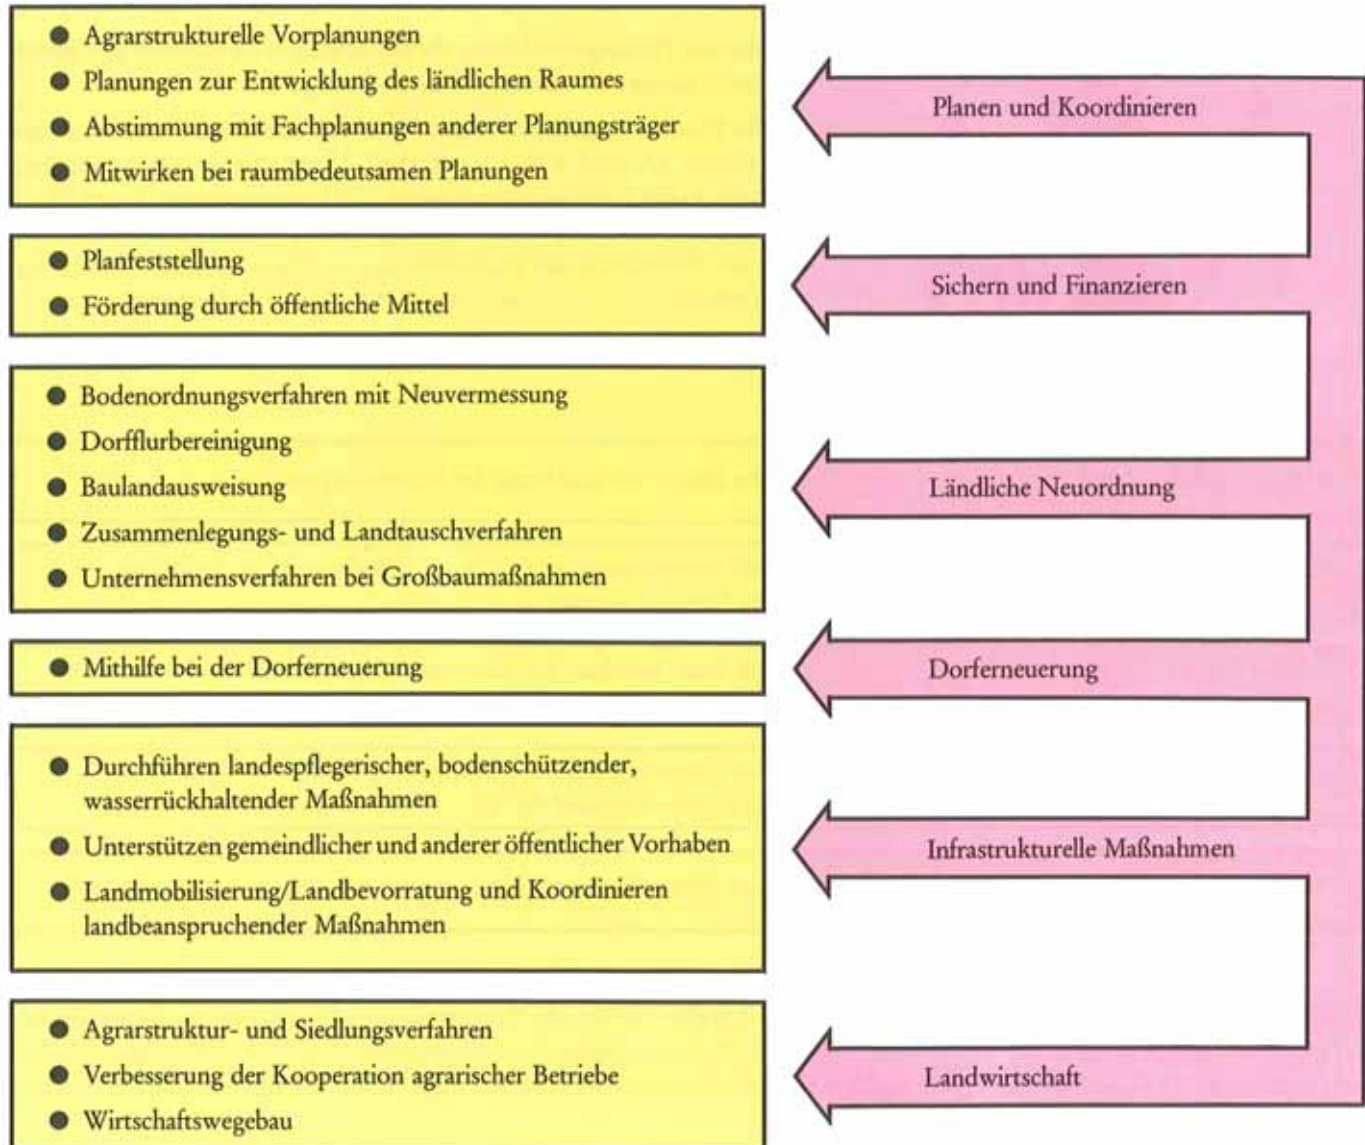 ● Agrarstrukturelle Vorplanungen
● Planungen zur Entwicklung des ländlichen Raumes
● Abstimmung mit Fachplanungen anderer Planungsträger
● Mitwirken bei raumbedeutsamen Planungen
Planen und Koordinieren
● Planfeststellung
● Förderung durch öffentliche Mittel
Sichern und Finanzieren
● Bodenordnungsverfahren mit Neuvermessung
● Dorfflurbereinigung
● Baulandausweisung
● Zusammenlegungs- und Landtauschverfahren
● Unternehmensverfahren bei Großbaumaßnahmen
Ländliche Neuordnung
● Mithilfe bei der Dorferneuerung
Dorferneuerung
● Durchführen landespflegerischer, bodenschützender,
wasserrückhaltender Maßnahmen
● Unterstützen gemeindlicher und anderer öffentlicher Vorhaben
● Landmobilisierung/Landbevorratung und Koordinieren
landbeanspruchender Maßnahmen
Infrastrukturelle Maßnahmen
● Agrarstruktur- und Siedlungsverfahren
● Verbesserung der Kooperation agrarischer Betriebe
● Wirtschaftswegebau
Landwirtschaft